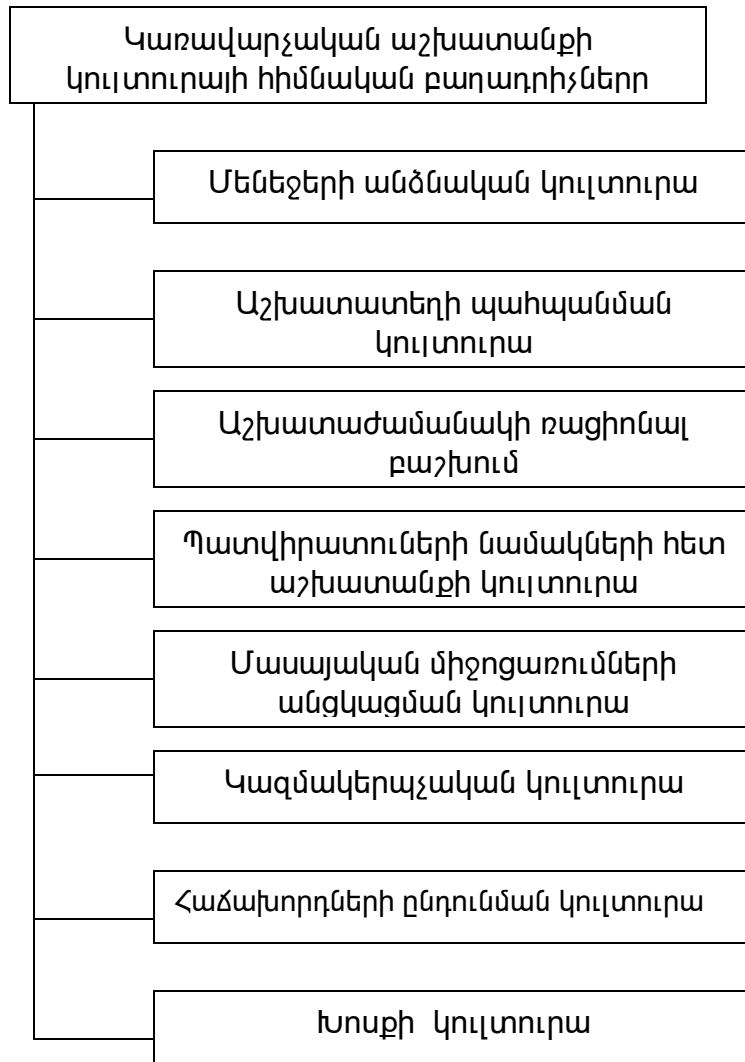 Կառավարչական աշխատանքի
կուլտուրայի հիմնական բաղադրիչները
Մենեջերի անձնական կուլտուրա
Աշխատատեղի պահպանման
կուլտուրա
Աշխատաժամանակի ռացիոնալ
բաշխում
Պատվիրատուների նամակների հետ
աշխատանքի կուլտուրա
Մասայական միջոցառումների
անցկացման կուլտուրա
Կազմակերպչական կուլտուրա
Հաճախորդների ընդունման կուլտուրա
Խոսքի կուլտուրա